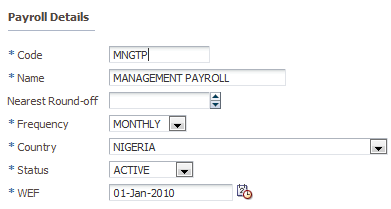 Payroll Details
* Code MNGTP
* Name MANAGEMENT PAYROLL
Nearest Round-off
* Frequency MONTHLY
* Country NIGERIA
* Status ACTIVE
* WEF 01-Jan-2010